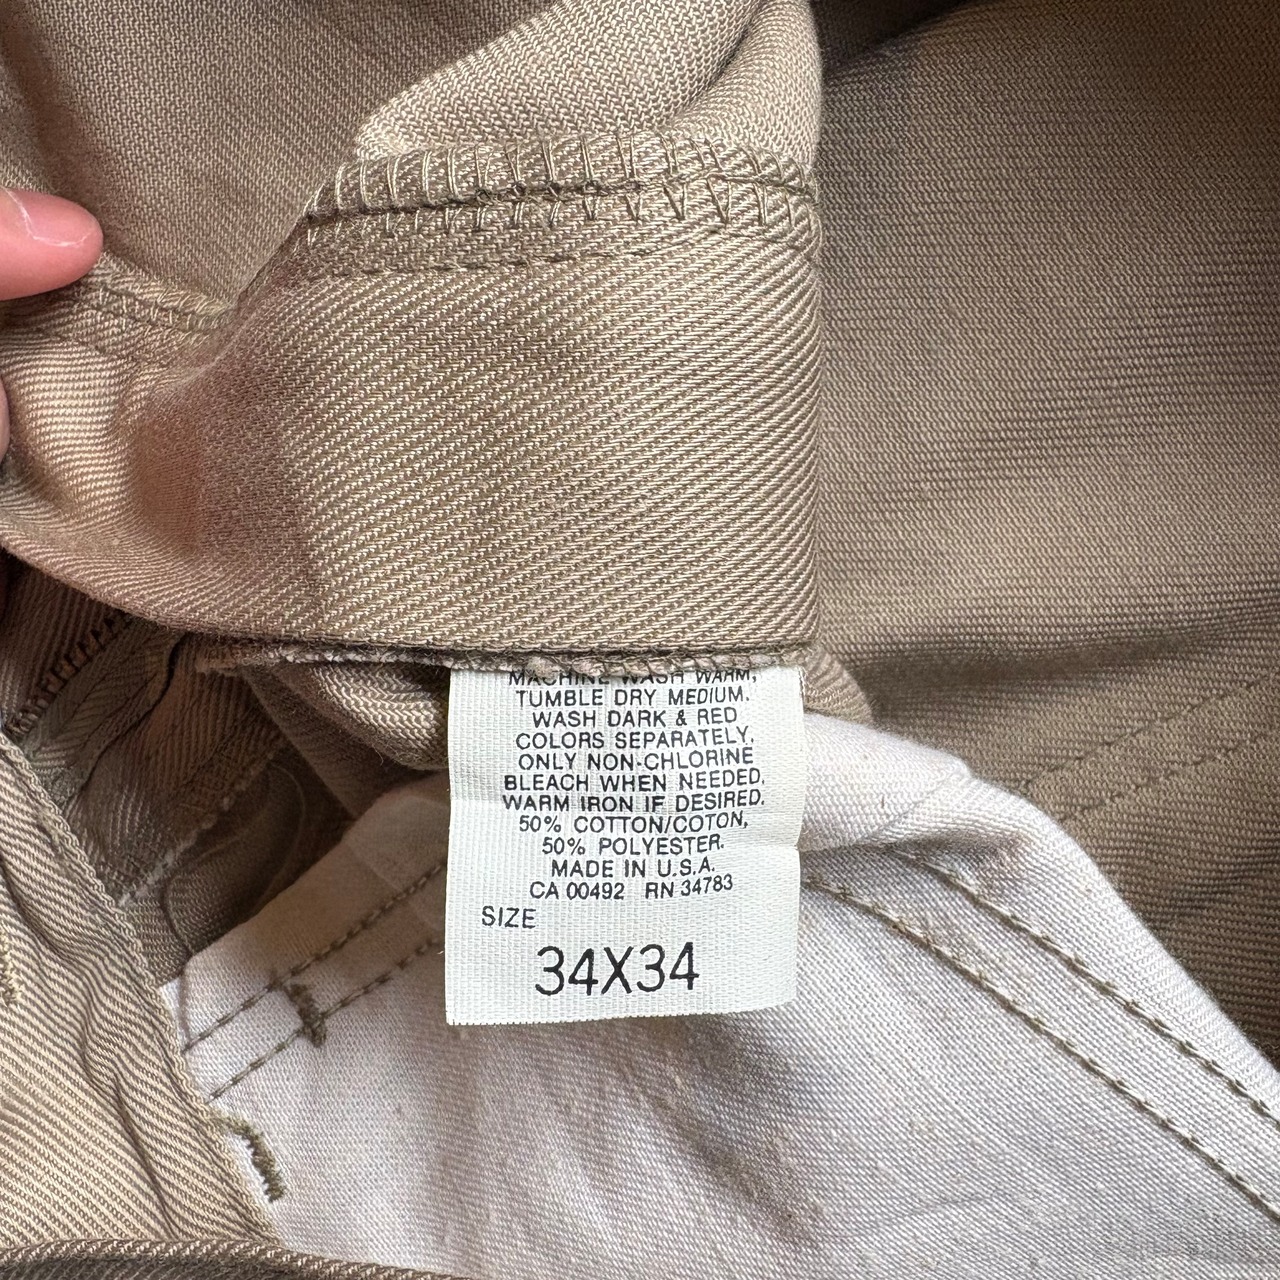 MACHINE WASH WARM,
TUMBLE DRY MEDIUM.
WASH DARK & RED
COLORS SEPARATELY.
ONLY NON-CHLORINE
BLEACH WHEN NEEDED.
WARM IRON IF DESIRED.
50% COTTON/COTON,
50% POLYESTER.
MADE IN U.S.A.
CA 00492 RN 34783
SIZE
34X34